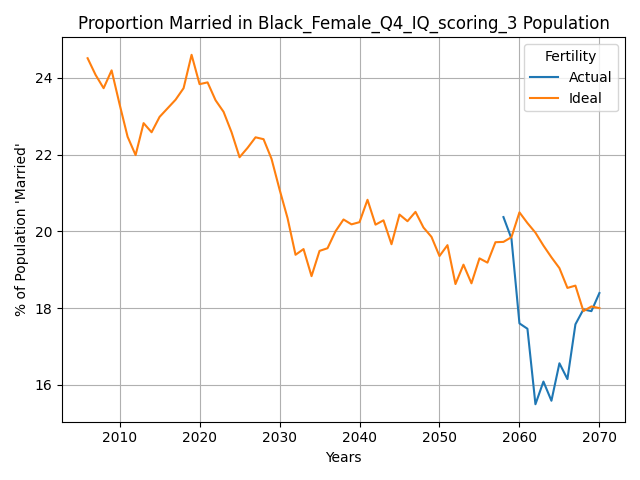 Proportion Married in Black_Female_Q4_IQ_scoring_3 Population
Fertility
Actual
Ideal
% of Population 'Married'
24
22
20
18
16
2010 2020 2030 2040 2050 2060 2070
Years